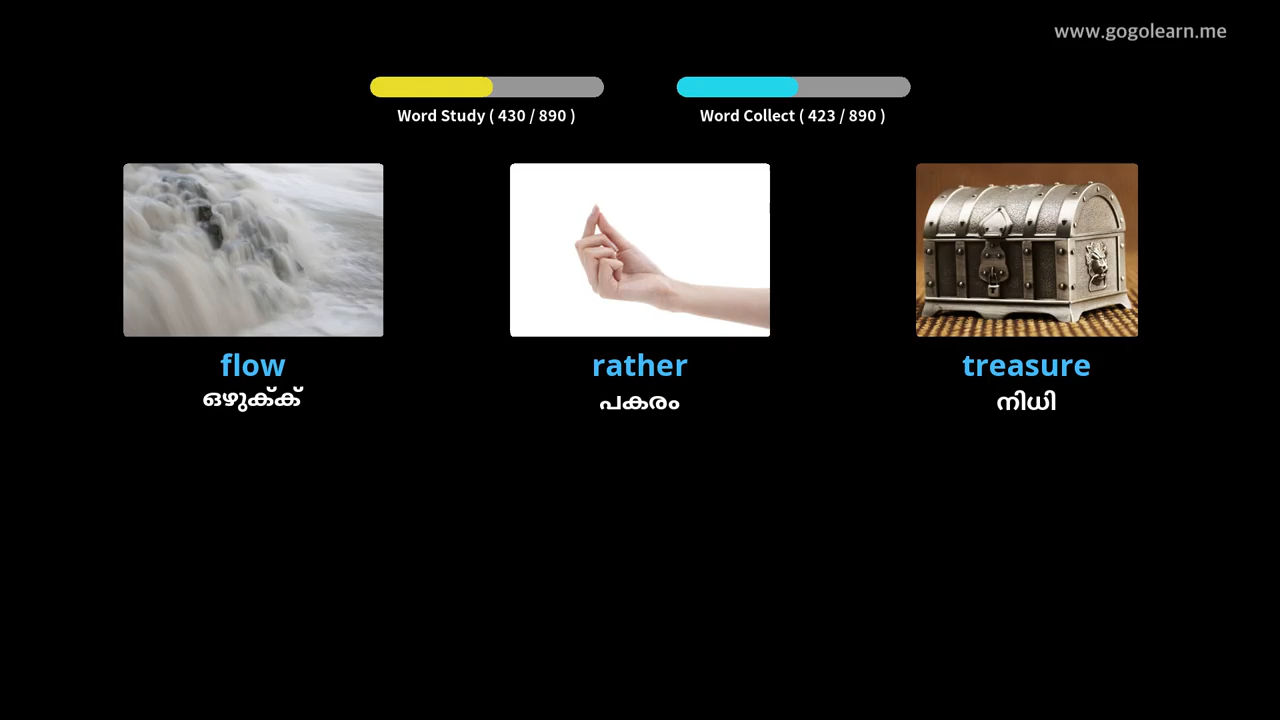 www.gogolearn.me
Word Study ( 430 / 890 )
Word Collect ( 423 / 890 )
flow
rather
treasure
ഒഴുക്ക്
പകരം
നിധി